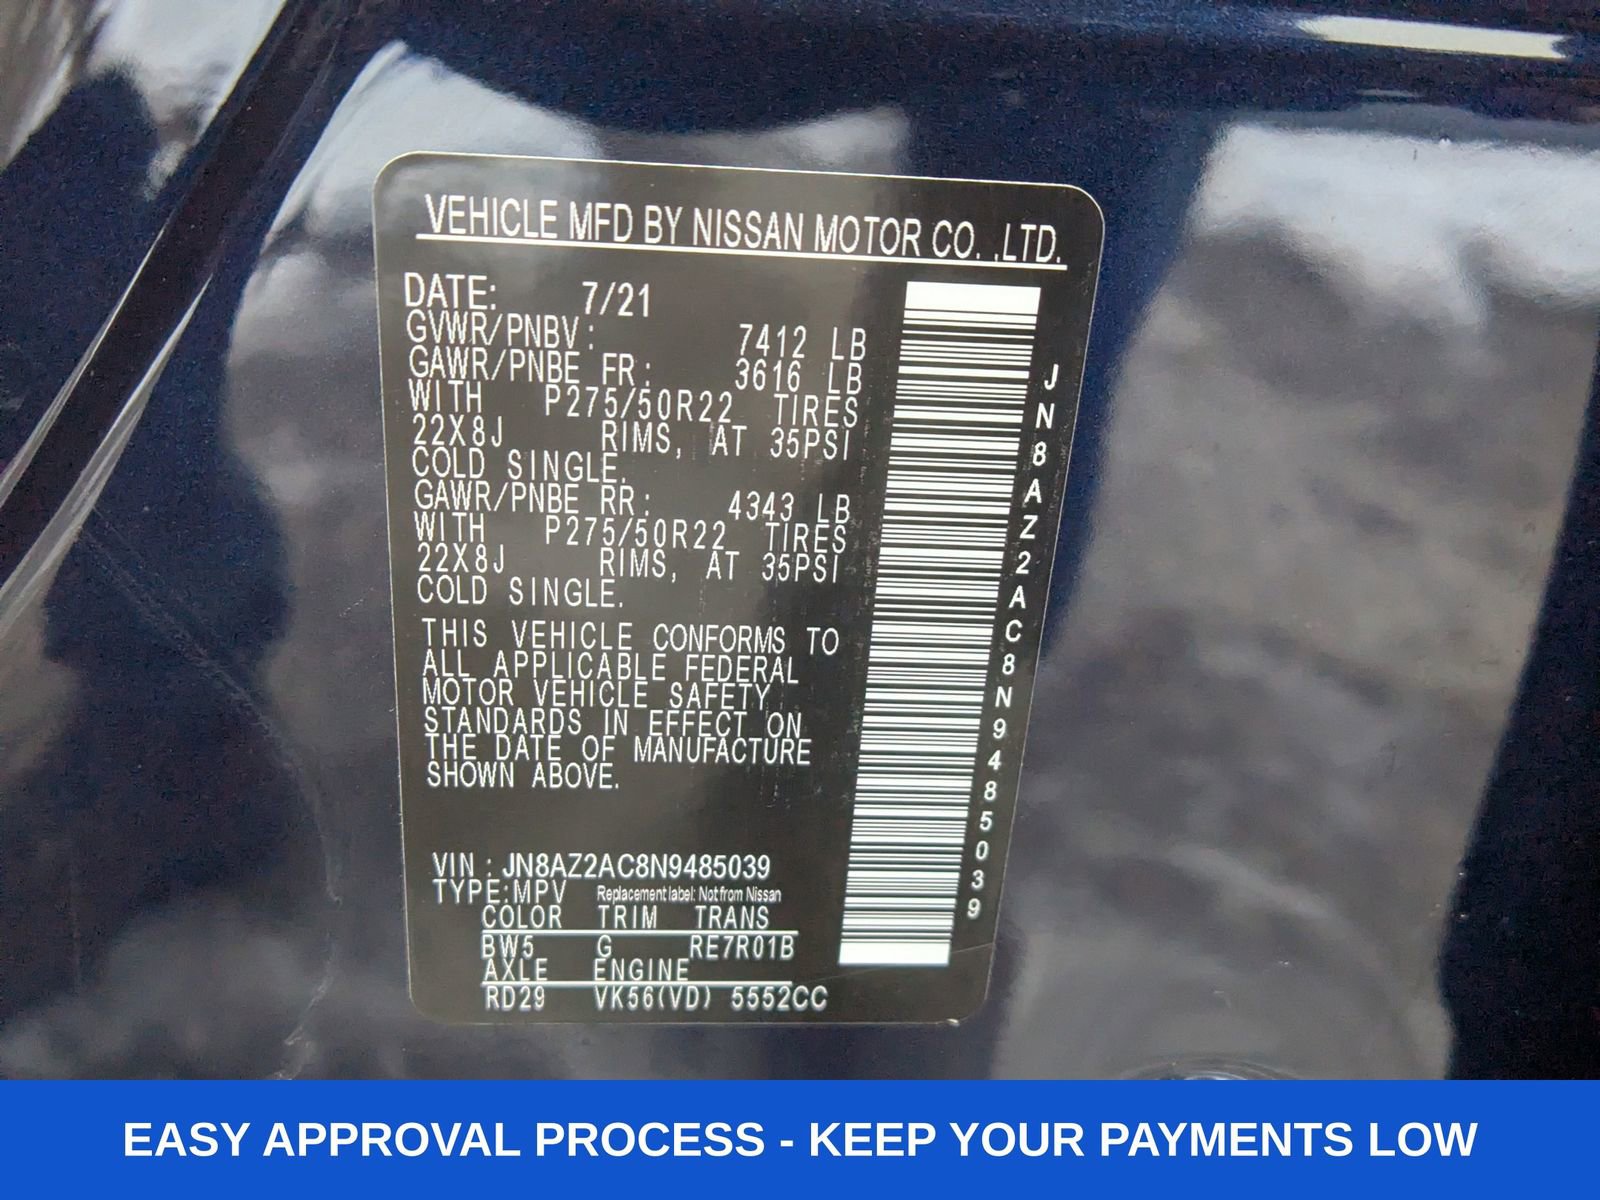 VEHICLE MFD BY NISSAN MOTOR CO. ,LTD.
DATE: 7/21
GVWR/PNBV: 7412 LB
GAWR/PNBE FR: 3616 LB
WITH P275/50R22 TIRES
22X8J RIMS, AT 35PSI
COLD SINGLE.
GAWR/PNBE RR: 4343 LB
WITH P275/50R22 TIRES
22X8J RIMS, AT 35PSI
COLD SINGLE.
THIS VEHICLE CONFORMS TO
ALL APPLICABLE FEDERAL
MOTOR VEHICLE SAFETY
STANDARDS IN EFFECT ON
THE DATE OF MANUFACTURE
SHOWN ABOVE.
VIN : JN8AZ2AC8N9485039
TYPE:MPV Replacement label: Not from Nissan
COLOR TRIM TRANS
BW5 G RE7R01B
AXLE ENGINE
RD29 VK56(VD) 5552CC
JN8AZ2AC8N9485039
EASY APPROVAL PROCESS - KEEP YOUR PAYMENTS LOW